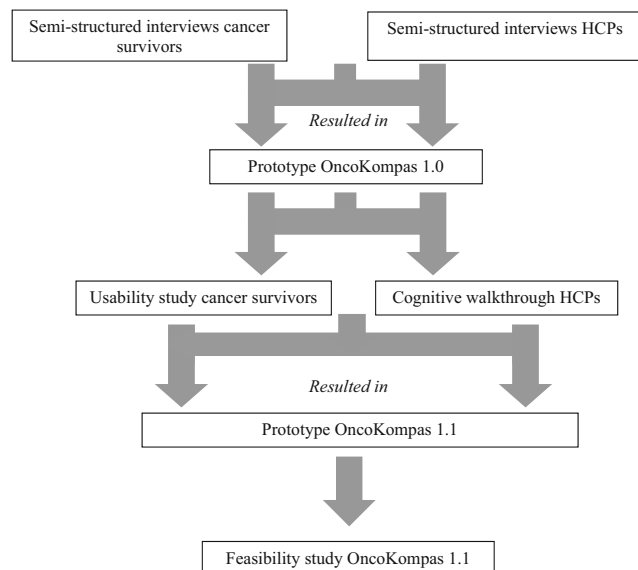 Semi-structured interviews cancer
survivors
Semi-structured interviews HCPs
Resulted in
Prototype OncoKompas 1.0
Usability study cancer survivors
Cognitive walkthrough HCPs
Resulted in
Prototype OncoKompas 1.1
Feasibility study OncoKompas 1.1